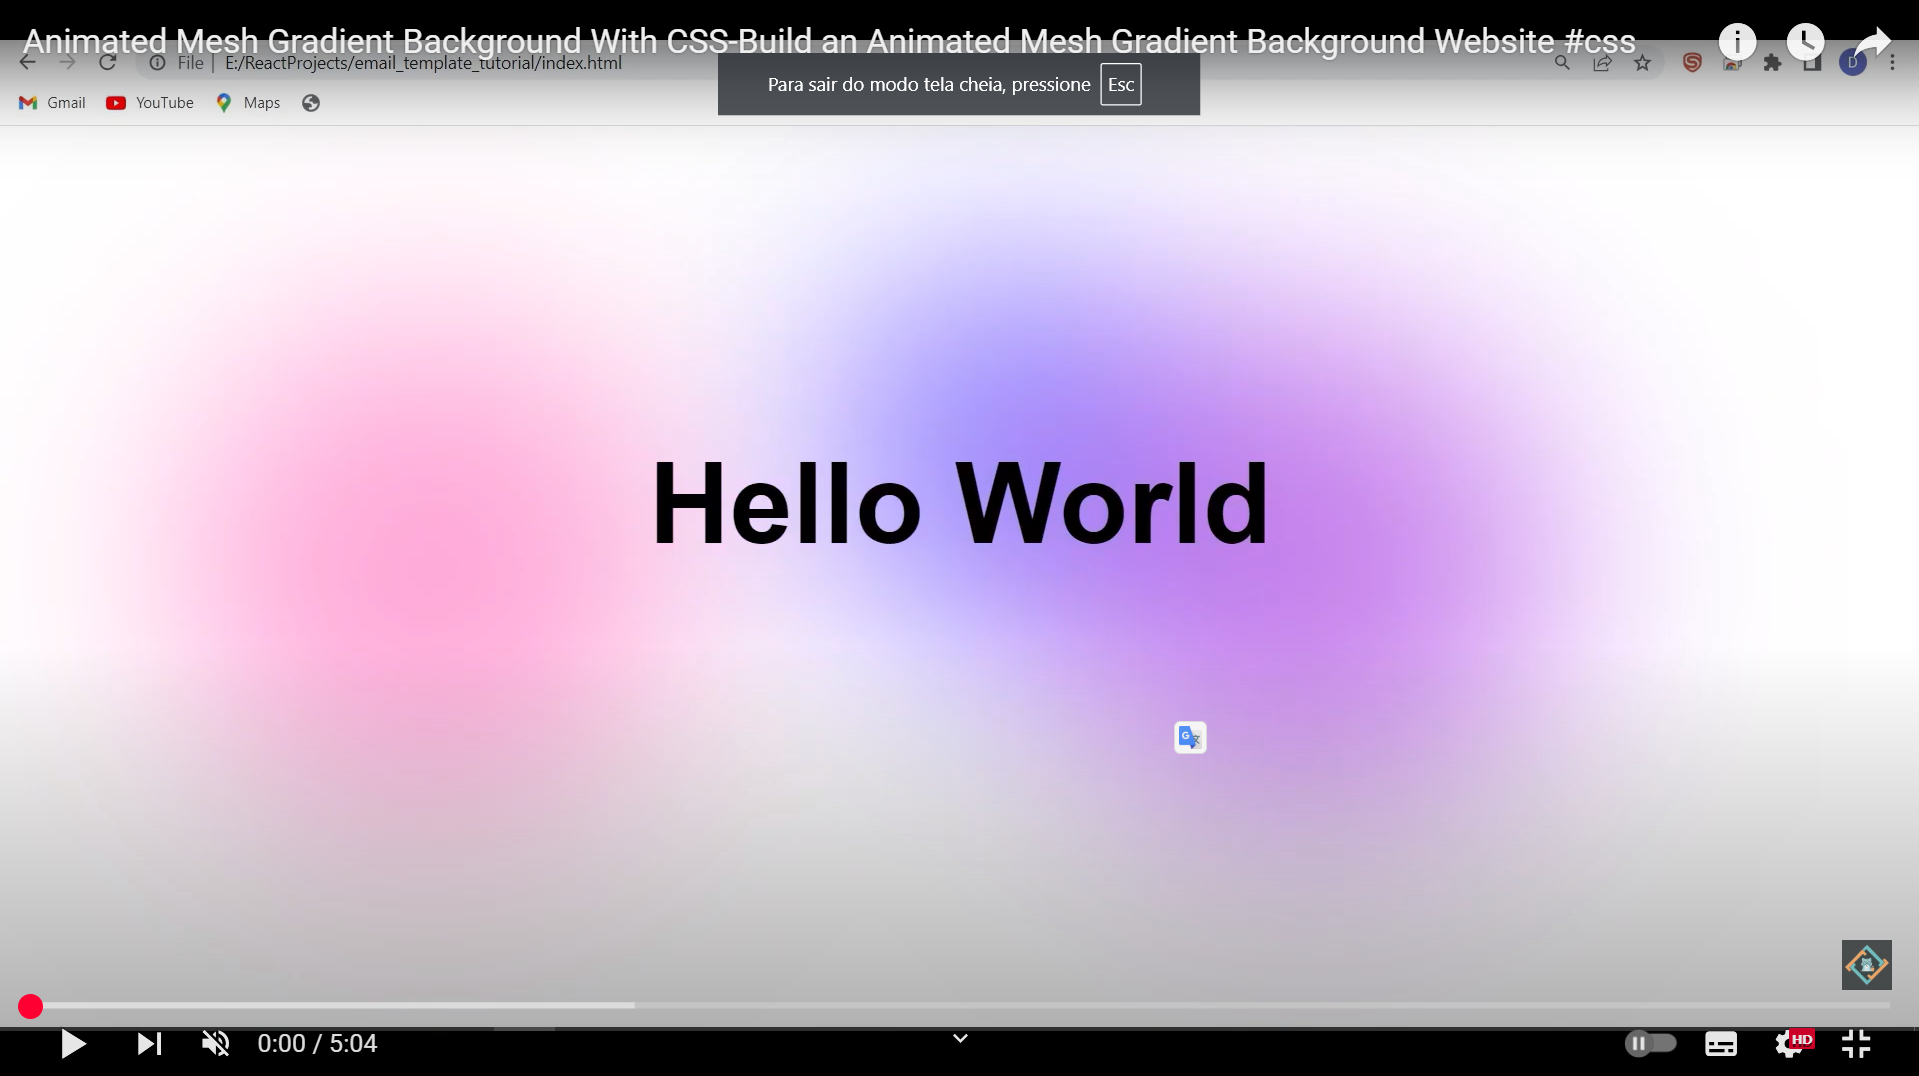 Animated Mesh Gradient Background With CSS-Build an Animated Mesh Gradient Background Website #css
File | E:/ReactProjects/email_template_tutorial/index.html
D
Para sair do modo tela cheia, pressione Esc
Gmail YouTube Maps
Hello World
G
0:00 / 5:04
HD